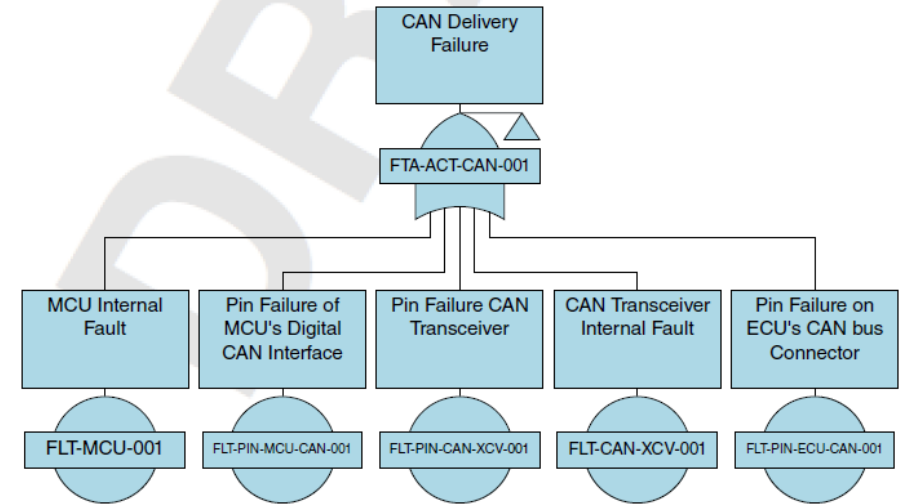 CAN Delivery
Failure
FTA-ACT-CAN-001
MCU Internal
Fault
Pin Failure of
MCU's Digital
CAN Interface
Pin Failure CAN
Transceiver
CAN Transceiver
Internal Fault
Pin Failure on
ECU's CAN bus
Connector
FLT-MCU-001
FLT-PIN-MCU-CAN-001
FLT-PIN-CAN-XCV-001
FLT-CAN-XCV-001
FLT-PIN-ECU-CAN-001